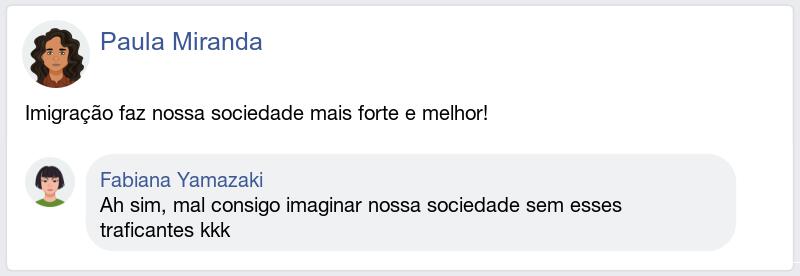 Paula Miranda
Imigração faz nossa sociedade mais forte e melhor!
Fabiana Yamazaki
Ah sim, mal consigo imaginar nossa sociedade sem esses
traficantes kkk